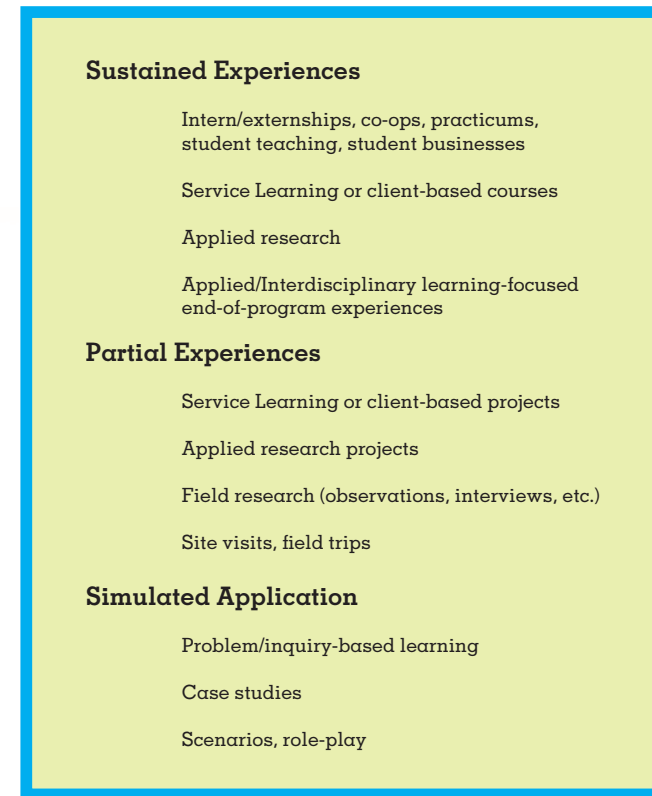 Sustained Experiences
Intern/externships, co-ops, practicums,
student teaching, student businesses
Service Learning or client-based courses
Applied research
Applied/Interdisciplinary learning-focused
end-of-program experiences
Partial Experiences
Service Learning or client-based projects
Applied research projects
Field research (observations, interviews, etc.)
Site visits, field trips
Simulated Application
Problem/inquiry-based learning
Case studies
Scenarios, role-play